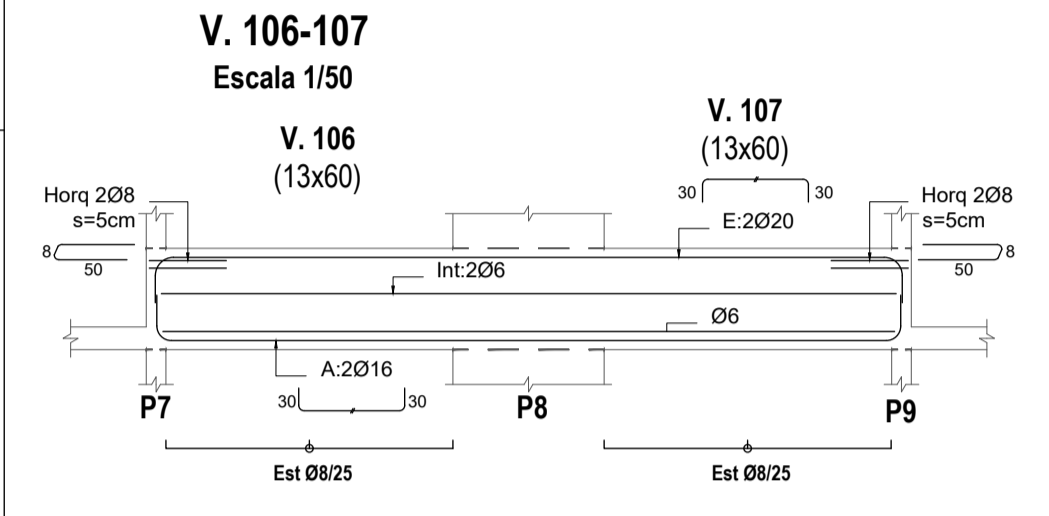 V. 106-107
Escala 1/50
V. 106
(13x60)
V. 107
(13x60)
30
30
Horq 2Ø8
s=5cm
8
50
E:2Ø20
Horq 2Ø8
s=5cm
8
50
Int:2Ø6
Ø6
A:2Ø16
30
30
P7
P8
P9
Est Ø8/25
Est Ø8/25